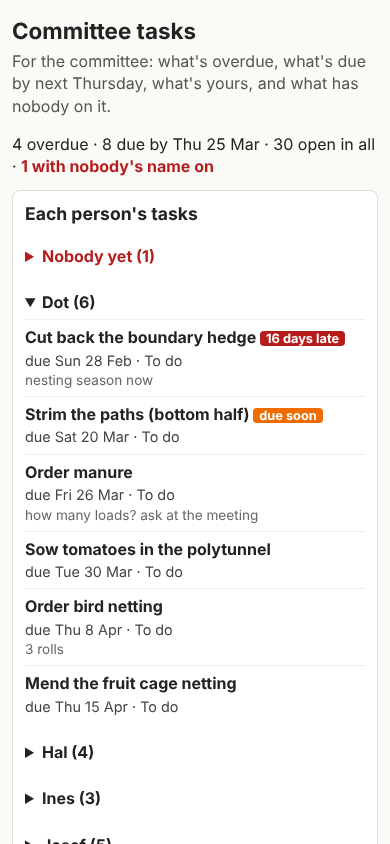 Committee tasks
For the committee: what's overdue, what's due
by next Thursday, what's yours, and what has
nobody on it.
4 overdue · 8 due by Thu 25 Mar · 30 open in all
· 1 with nobody's name on
Each person's tasks
Nobody yet (1)
Dot (6)
Cut back the boundary hedge 16 days late
due Sun 28 Feb · To do
nesting season now
Strim the paths (bottom half) due soon
due Sat 20 Mar · To do
Order manure
due Fri 26 Mar · To do
how many loads? ask at the meeting
Sow tomatoes in the polytunnel
due Tue 30 Mar · To do
Order bird netting
due Thu 8 Apr · To do
3 rolls
Mend the fruit cage netting
due Thu 15 Apr · To do
Hal (4)
Ines (3)